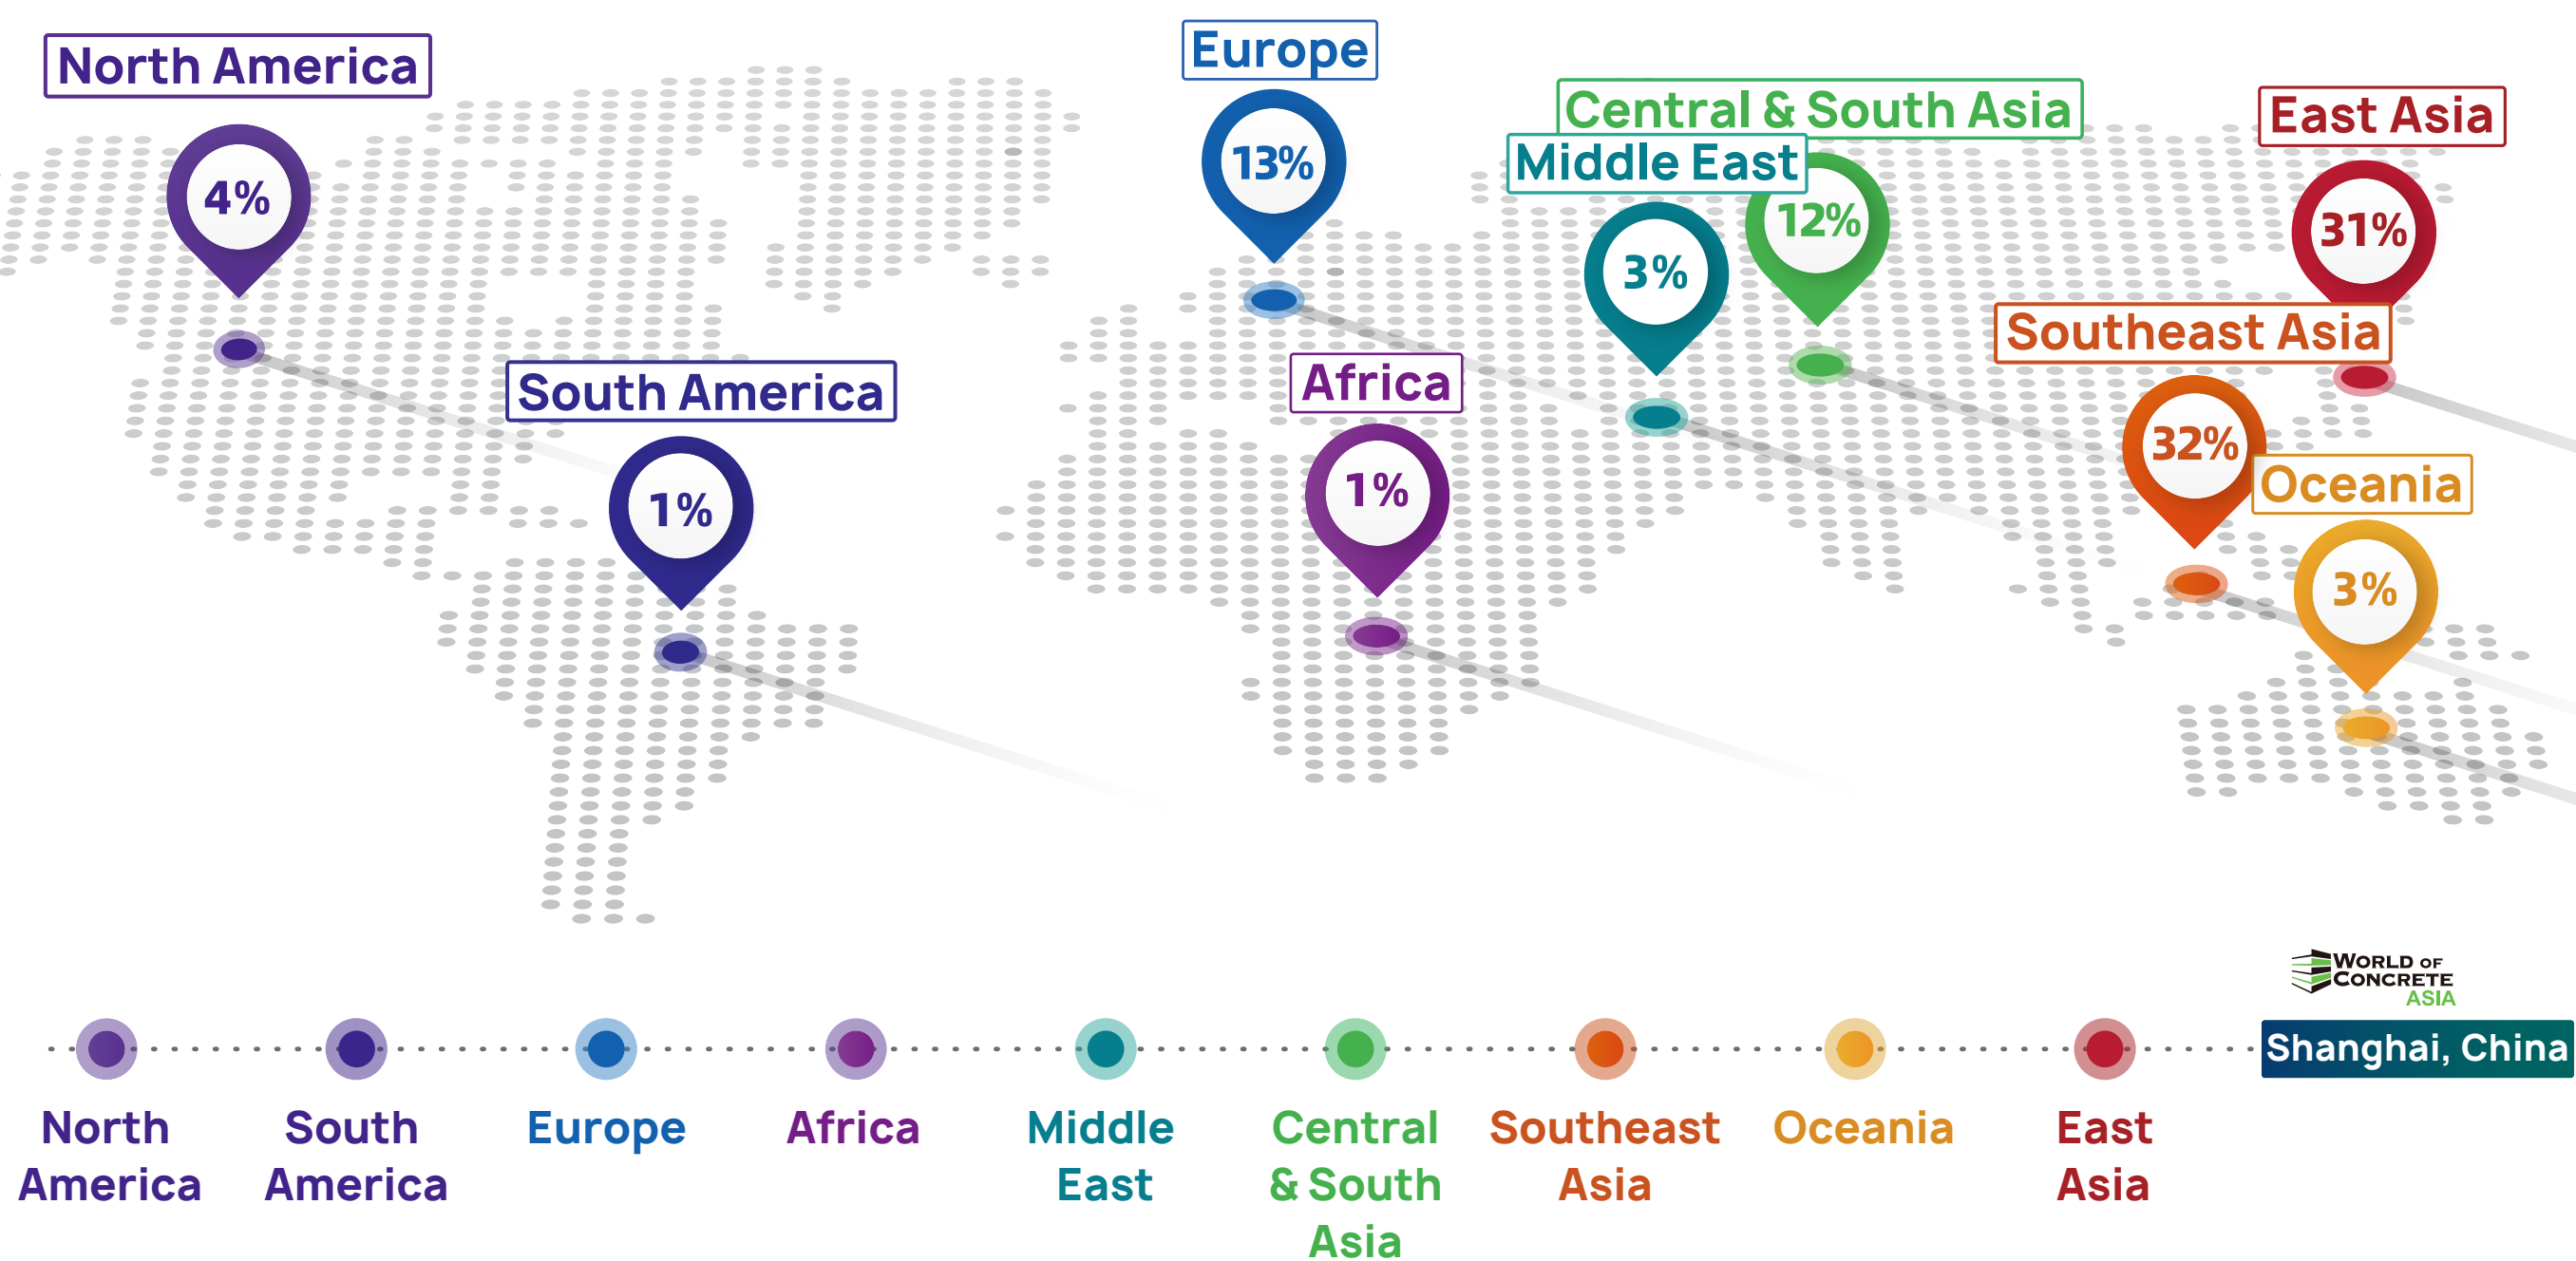 North America
4%
South America
1%
Europe
13%
Africa
1%
Central & South Asia
12%
Middle East
3%
East Asia
31%
Southeast Asia
32%
Oceania
3%
WORLD OF
CONCRETE
ASIA
Shanghai, China
North
America
South
America
Europe
Africa
Middle
East
Central
& South
Asia
Southeast
Asia
Oceania
East
Asia